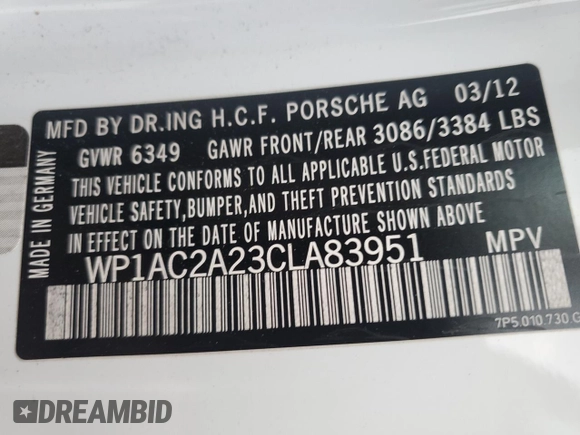 MFD BY DR.ING H.C.F. PORSCHE AG 03/12
GVWR 6349 GAWR FRONT/REAR 3086/3384 LBS
THIS VEHICLE CONFORMS TO ALL APPLICABLE U.S.FEDERAL MOTOR
VEHICLE SAFETY,BUMPER,AND THEFT PREVENTION STANDARDS
IN EFFECT ON THE DATE OF MANUFACTURE SHOWN ABOVE
WP1AC2A23CLA83951 MPV
MADE IN GERMANY
7P5.010.730 G
DREAMBID